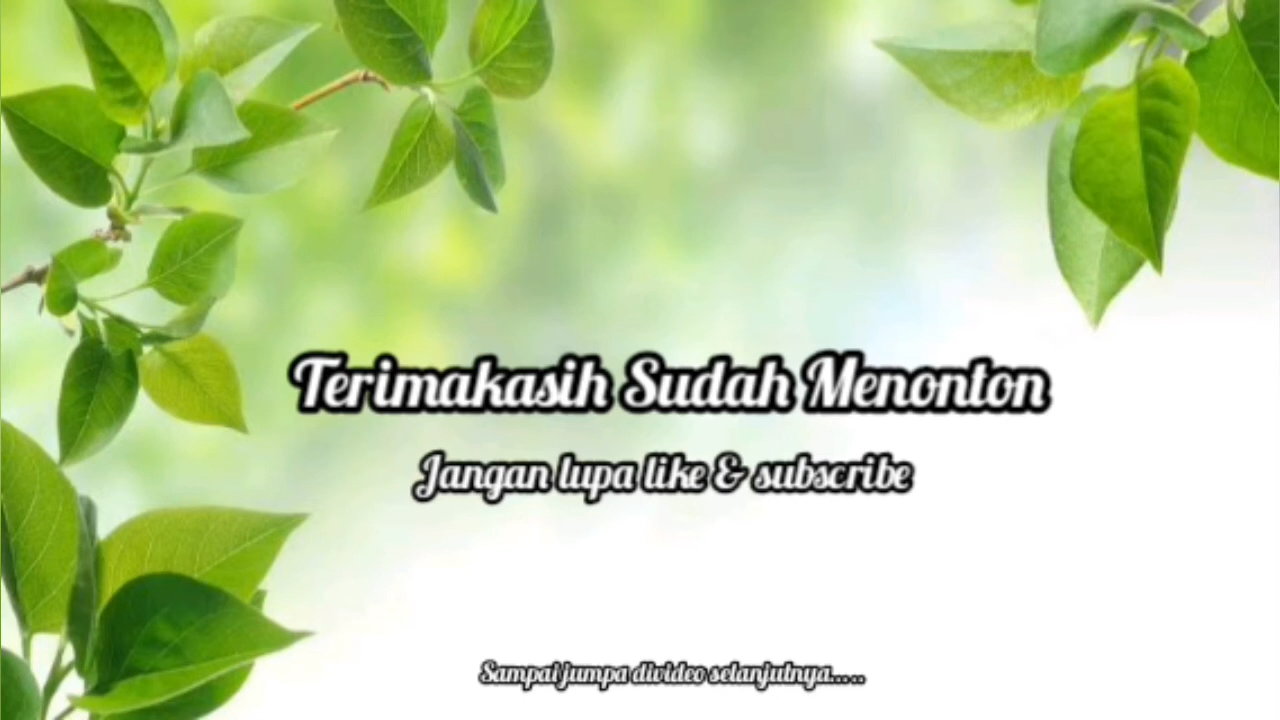 Terimakasih Sudah Menonton
Jangan lupa like & subscribe
Sampai jumpa divideo selanjutnya.....